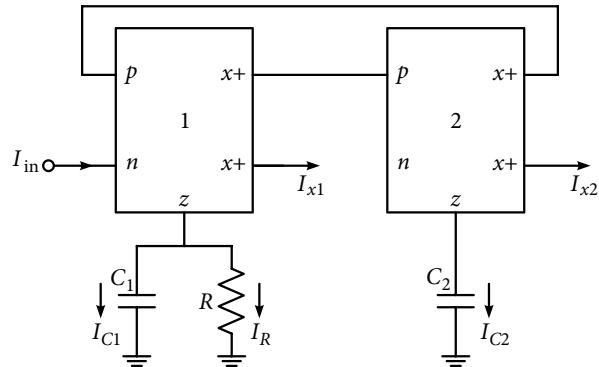 p x+ p x+
1 2
I_in n x+ n x+
I_x1 I_x2
z z
C_1 R C_2
I_C1 I_R I_C2